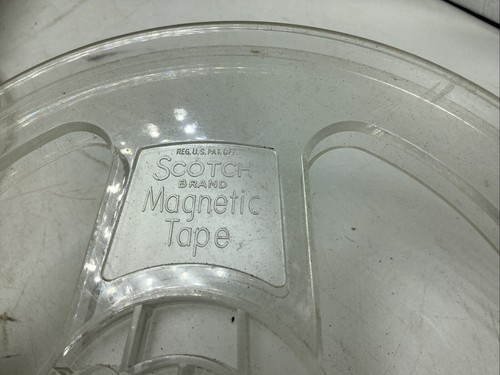 REG. U.S. PAT. OFF.
SCOTCH
BRAND
Magnetic
Tape